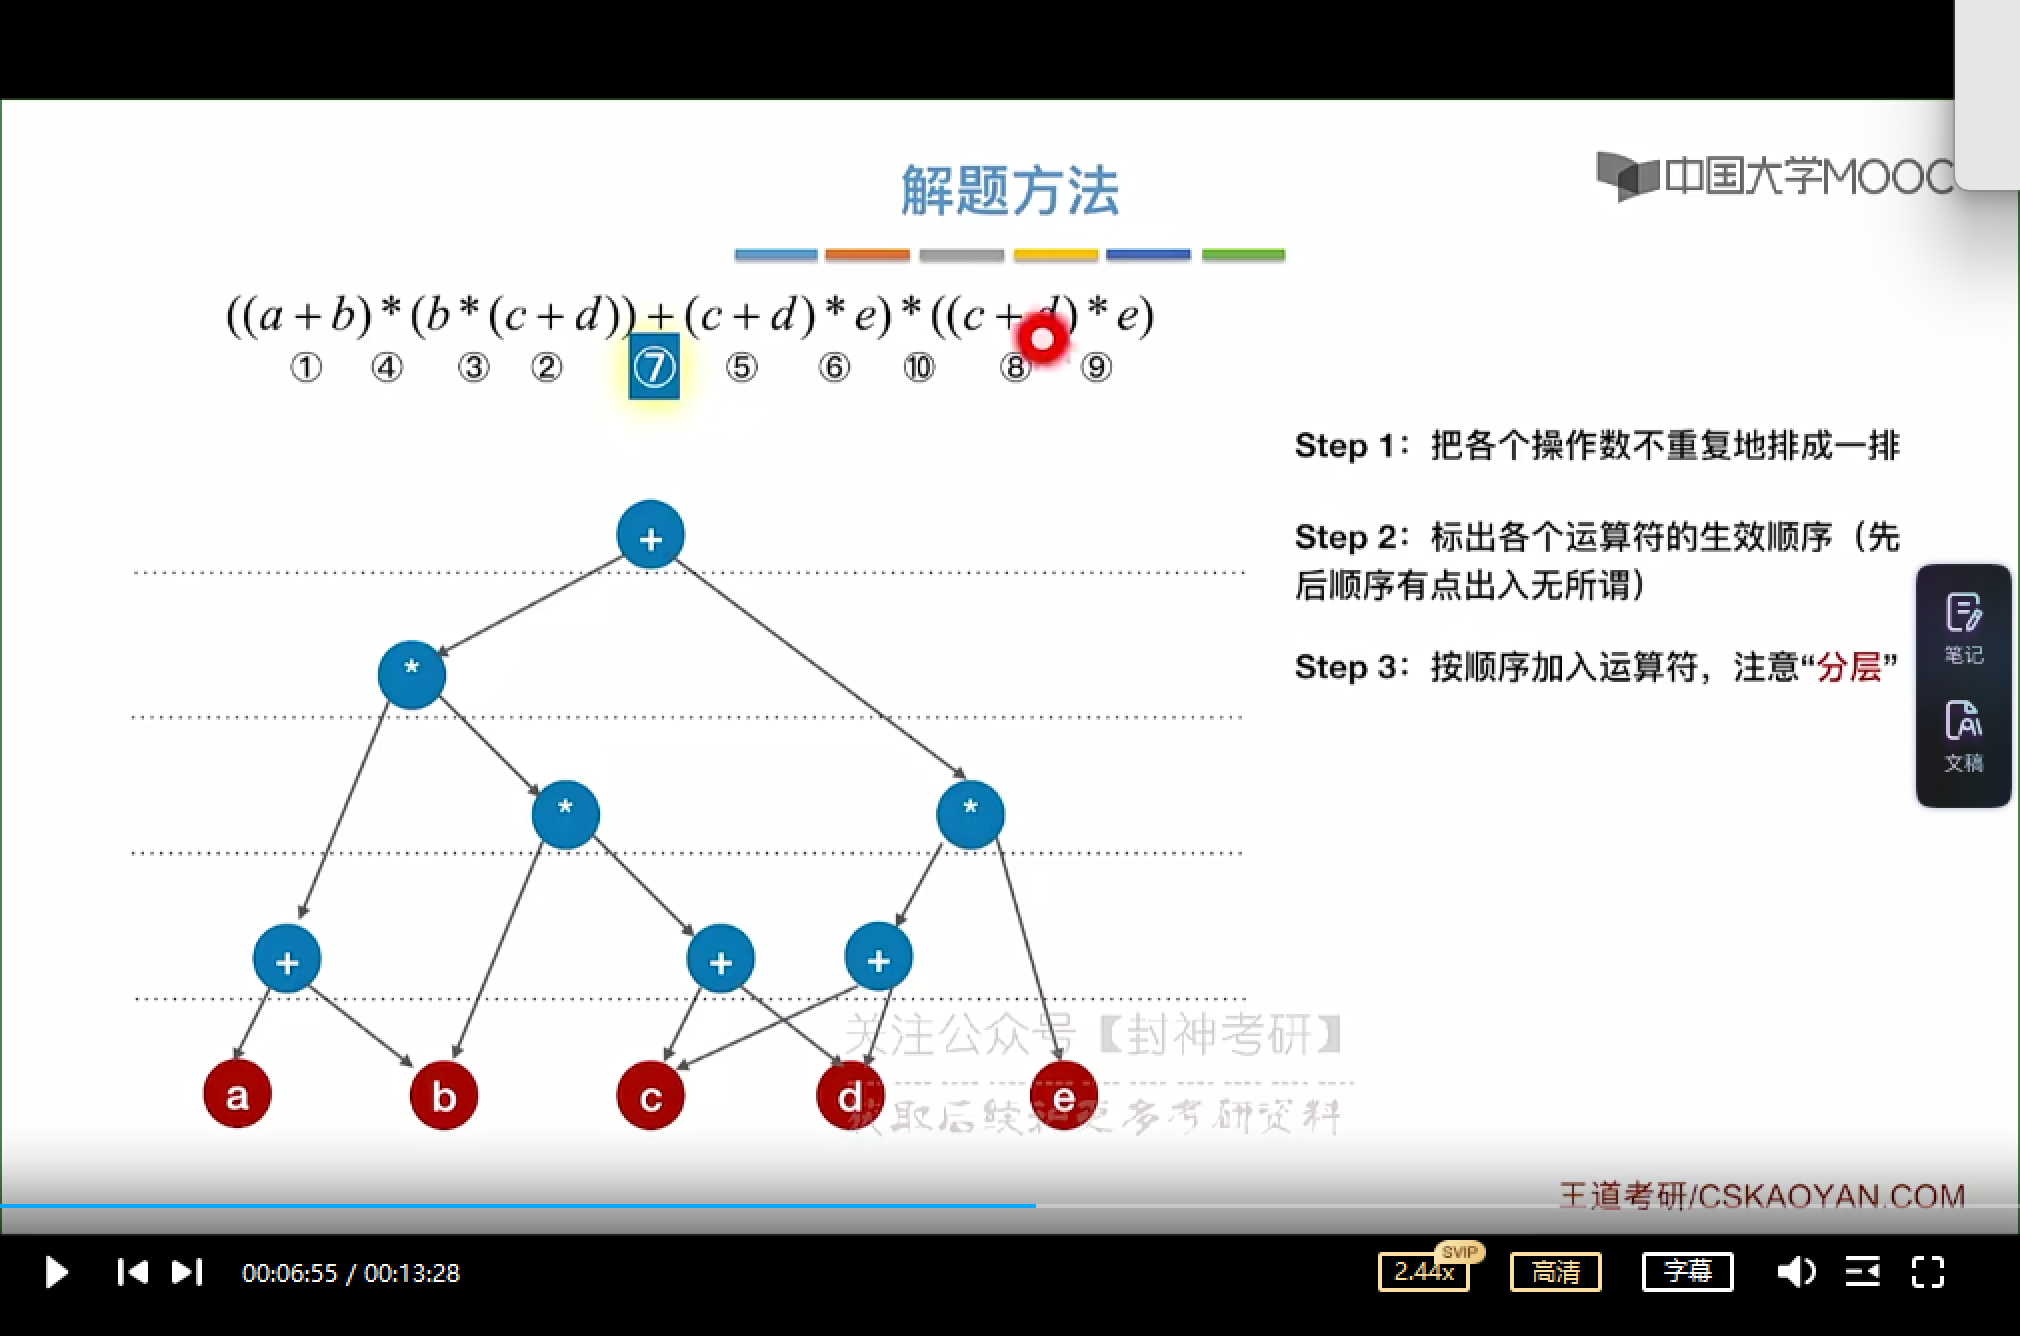 中国大学MOOC
解题方法
((a+b)*(b*(c+d))+(c+d)*e)*((c+d)*e)
① ④ ③ ② ⑦ ⑤ ⑥ ⑩ ⑧ ⑨
Step 1：把各个操作数不重复地排成一排
Step 2：标出各个运算符的生效顺序（先
后顺序有点出入无所谓）
Step 3：按顺序加入运算符，注意“分层”
笔记
文稿
+
*
* *
+ + +
关注公众号【封神考研】
a b c d e
获取后续和更多考研资料
王道考研/CSKAOYAN.COM
00:06:55 / 00:13:28
SVIP
2.44x 高清 字幕